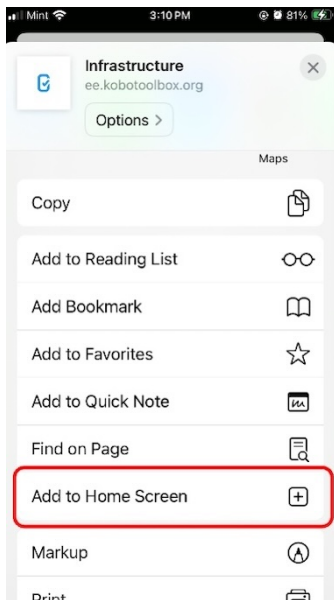 Mint 3:10 PM 81%
Infrastructure
ee.kobotoolbox.org
Options >
Maps
Copy
Add to Reading List
Add Bookmark
Add to Favorites
Add to Quick Note
Find on Page
Add to Home Screen
Markup
Print